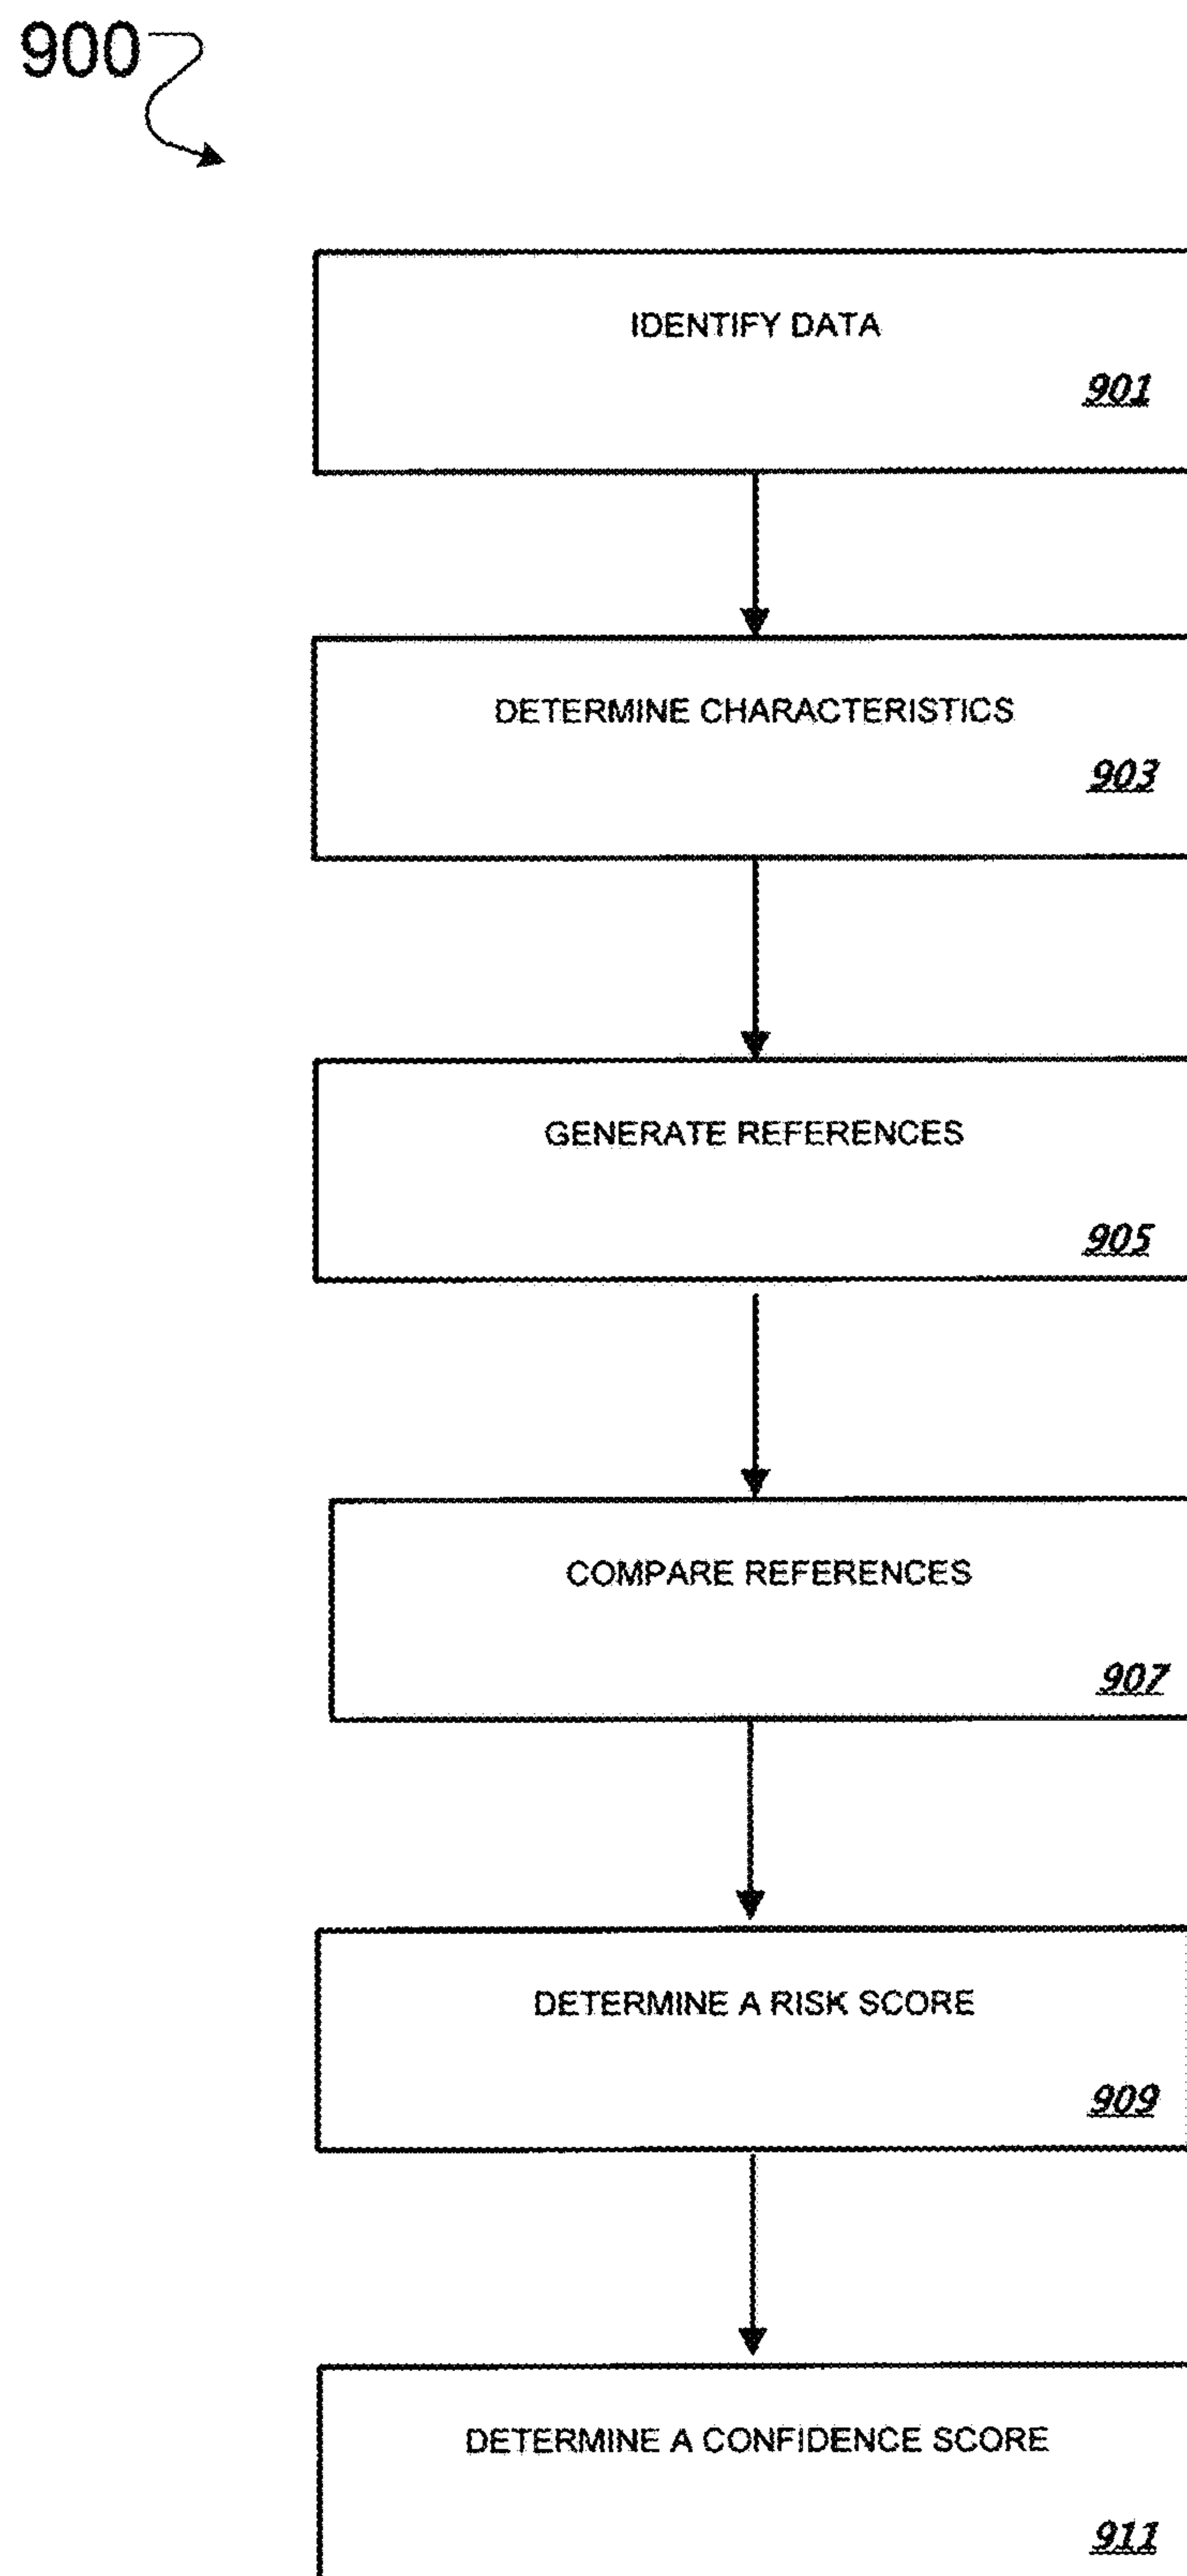 900
IDENTIFY DATA
901
DETERMINE CHARACTERISTICS
903
GENERATE REFERENCES
905
COMPARE REFERENCES
907
DETERMINE A RISK SCORE
909
DETERMINE A CONFIDENCE SCORE
911